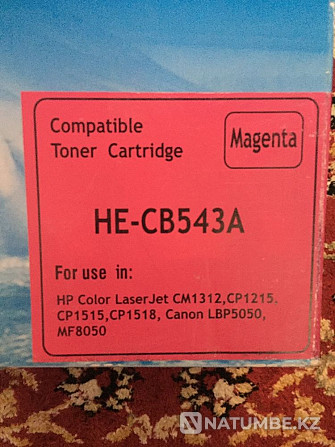 Compatible
Toner Cartridge
Magenta
HE-CB543A
For use in:
HP Color LaserJet CM1312,CP1215.
CP1515,CP1518, Canon LBP5050,
MF8050
NATUMBE.KZ